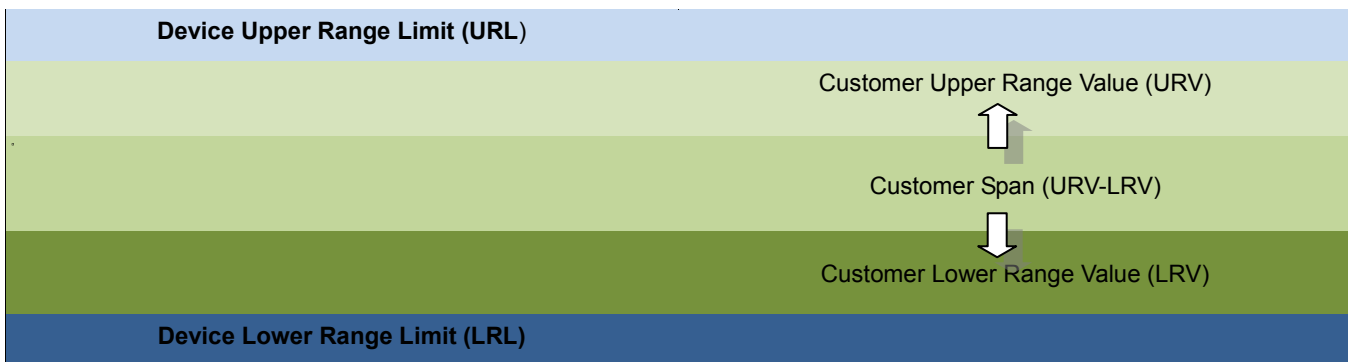 Device Upper Range Limit (URL)
Customer Upper Range Value (URV)
Customer Span (URV-LRV)
Customer Lower Range Value (LRV)
Device Lower Range Limit (LRL)